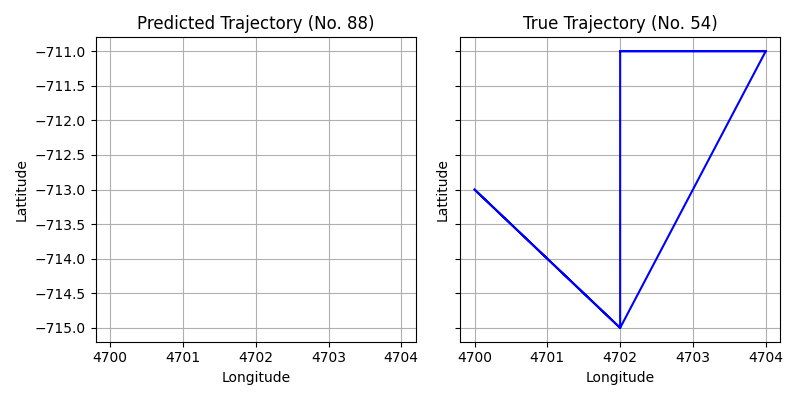 Predicted Trajectory (No. 88)
True Trajectory (No. 54)
Lattitude
−711.0
−711.5
−712.0
−712.5
−713.0
−713.5
−714.0
−714.5
−715.0
4700 4701 4702 4703 4704
Longitude
Lattitude
4700 4701 4702 4703 4704
Longitude